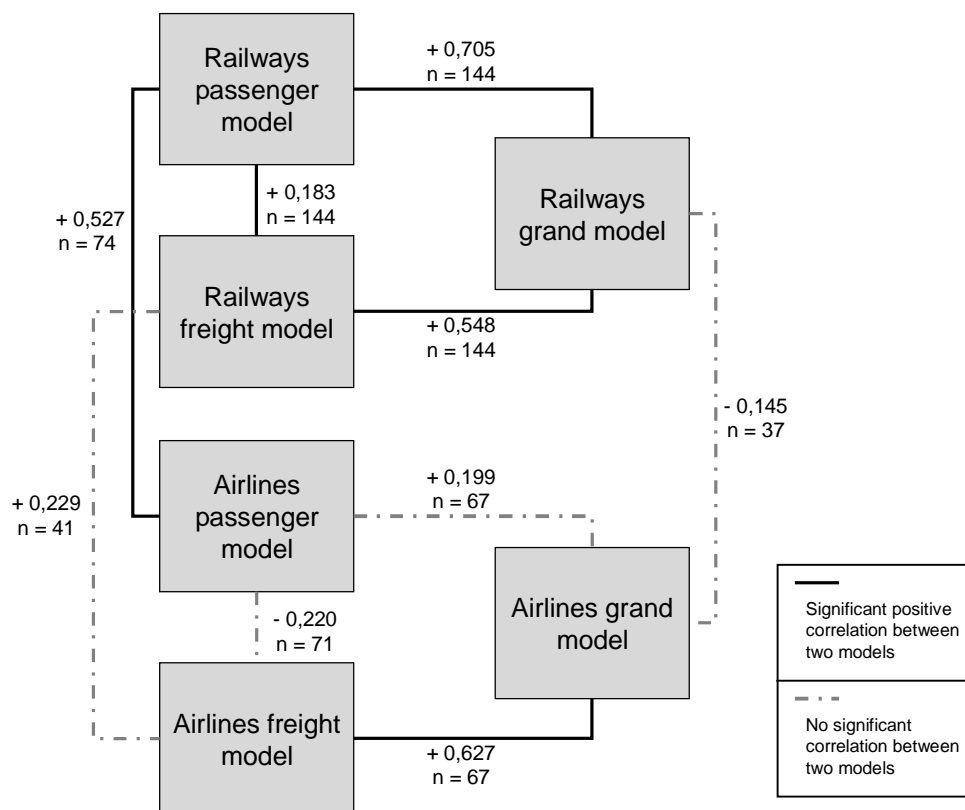 Railways
passenger
model
+ 0,705
n = 144
+ 0,183
n = 144
Railways
grand model
+ 0,527
n = 74
Railways
freight model
+ 0,548
n = 144
- 0,145
n = 37
Airlines
passenger
model
+ 0,199
n = 67
+ 0,229
n = 41
Airlines grand
model
- 0,220
n = 71
Airlines freight
model
+ 0,627
n = 67
Significant positive
correlation between
two models
No significant
correlation between
two models